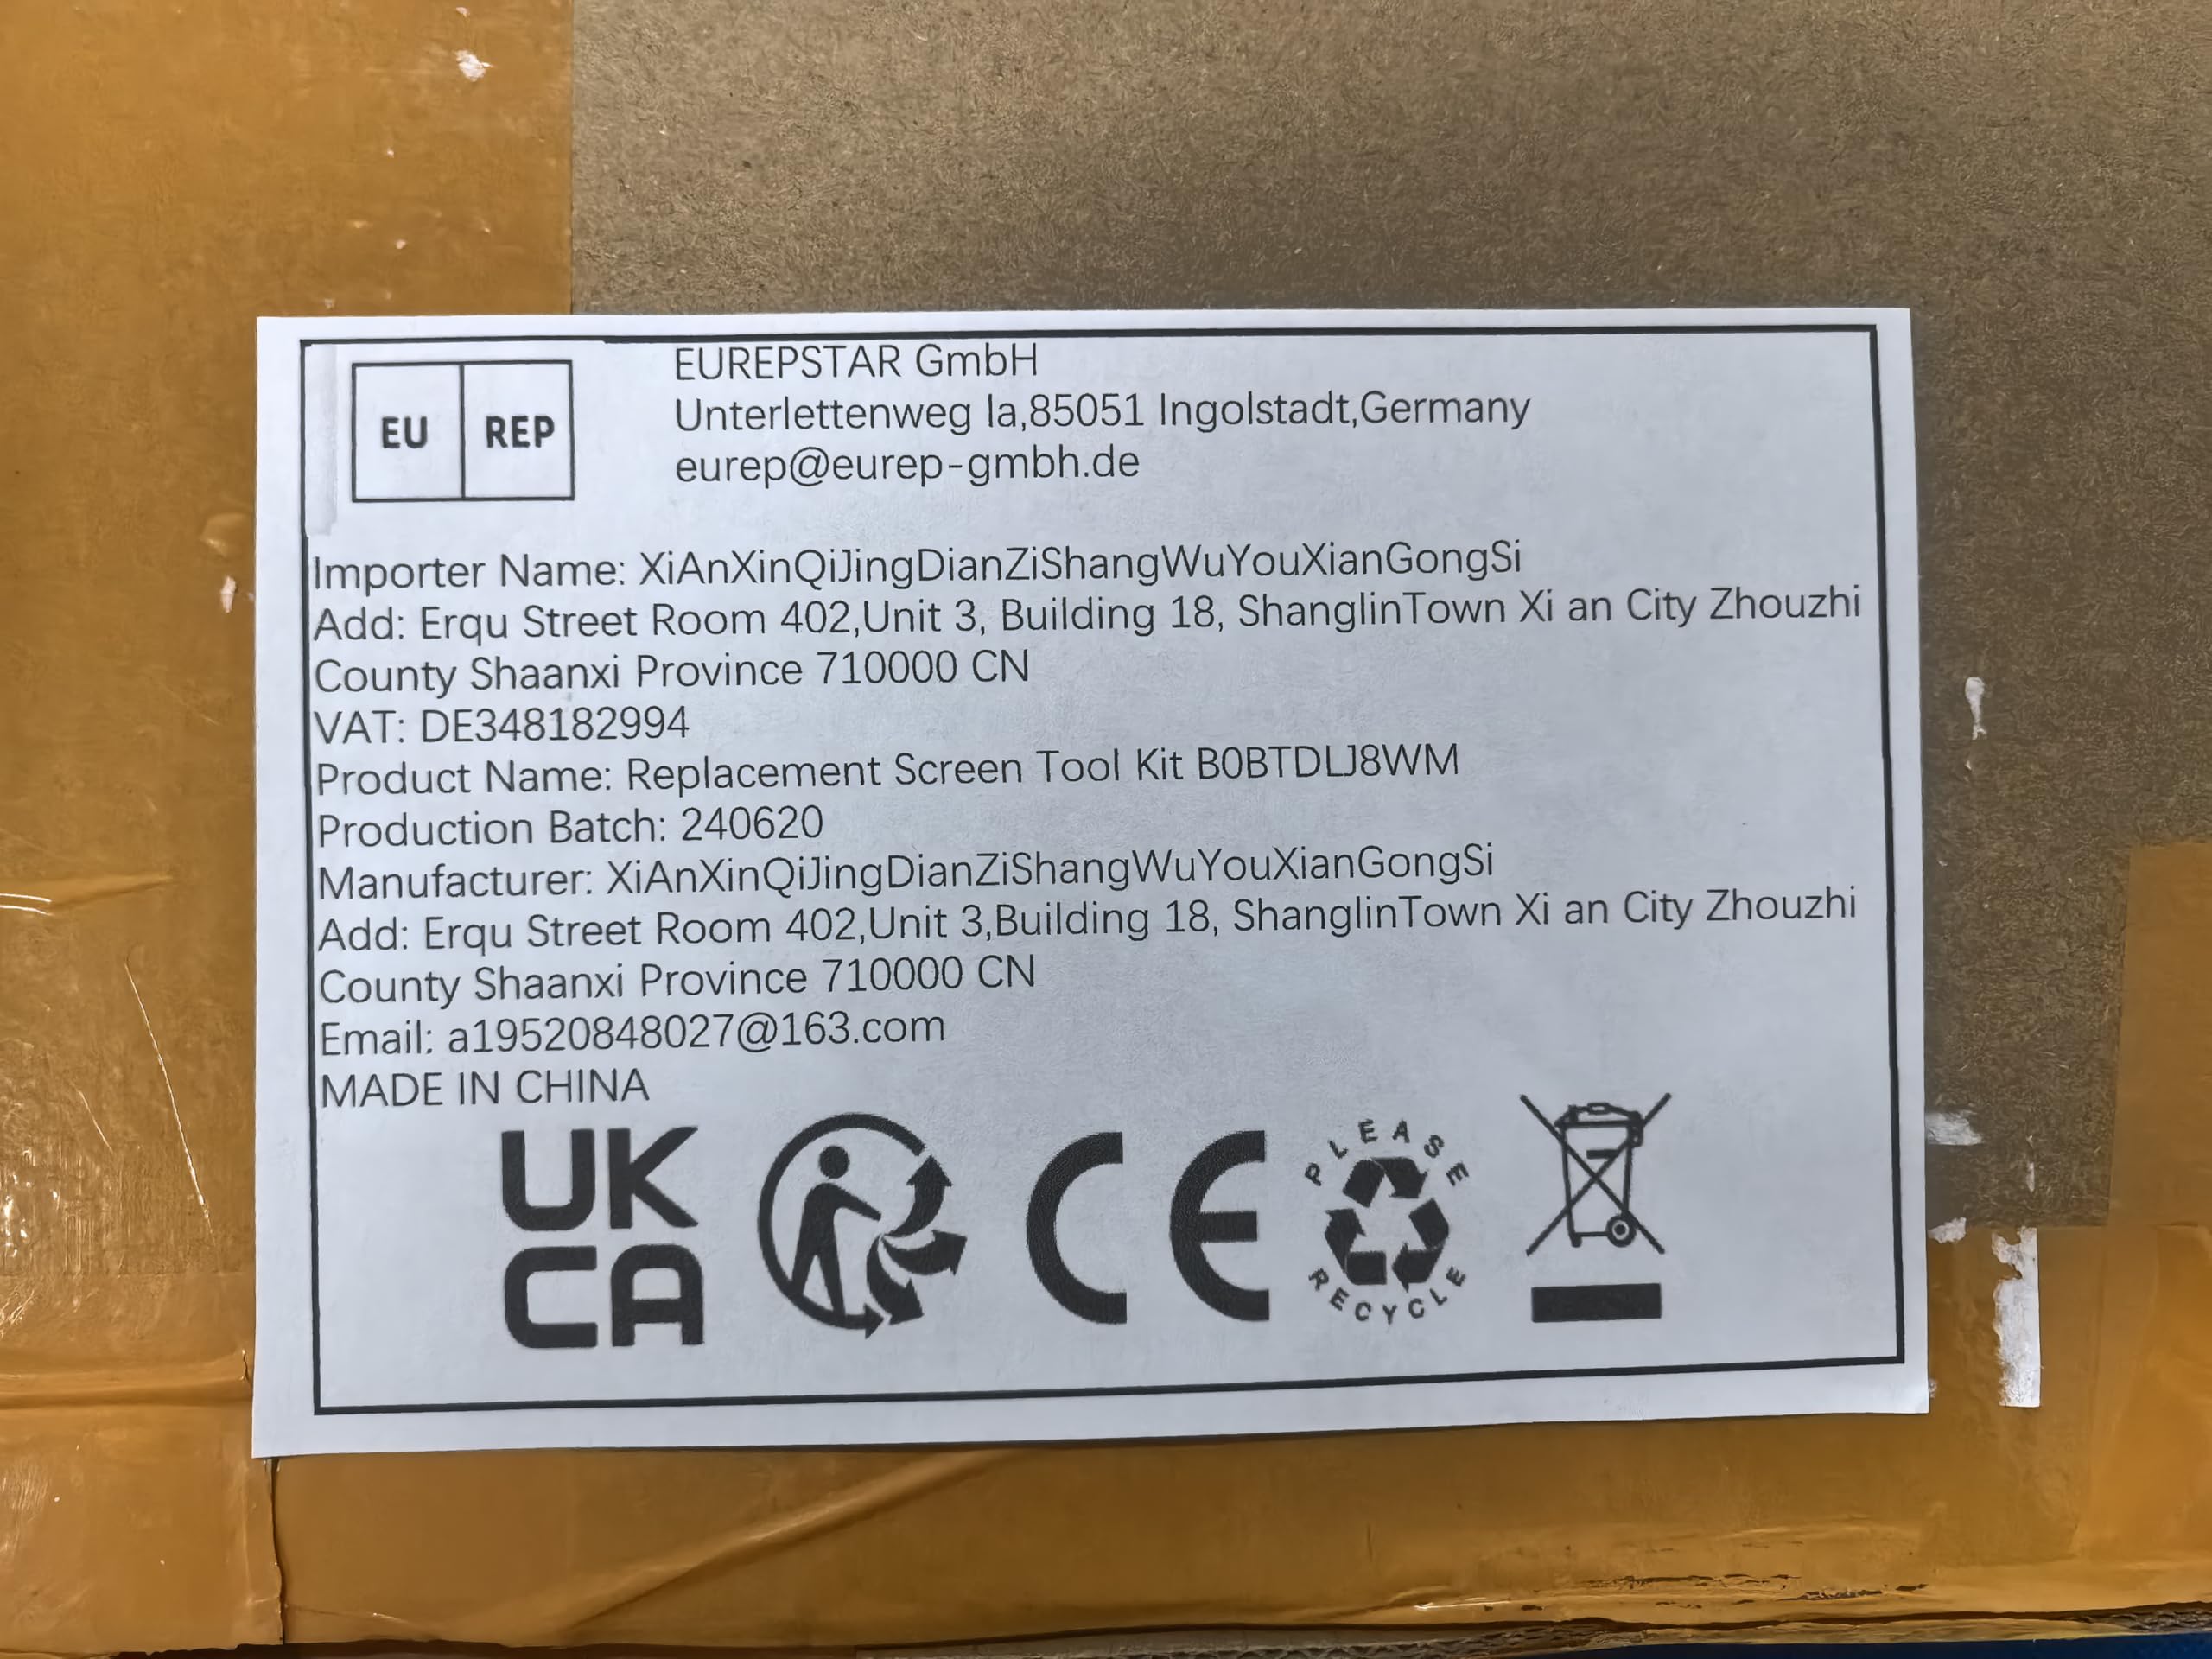 EU REP
EUREPSTAR GmbH
Unterlettenweg la,85051 Ingolstadt,Germany
eurep@eurep-gmbh.de
Importer Name: XiAnXinQiJingDianZiShangWuYouXianGongSi
Add: Erqu Street Room 402,Unit 3, Building 18, ShanglinTown Xi an City Zhouzhi
County Shaanxi Province 710000 CN
VAT: DE348182994
Product Name: Replacement Screen Tool Kit B0BTDLJ8WM
Production Batch: 240620
Manufacturer: XiAnXinQiJingDianZiShangWuYouXianGongSi
Add: Erqu Street Room 402,Unit 3,Building 18, ShanglinTown Xi an City Zhouzhi
County Shaanxi Province 710000 CN
Email: a19520848027@163.com
MADE IN CHINA
UK
CA
CE
PLEASE
RECYCLE